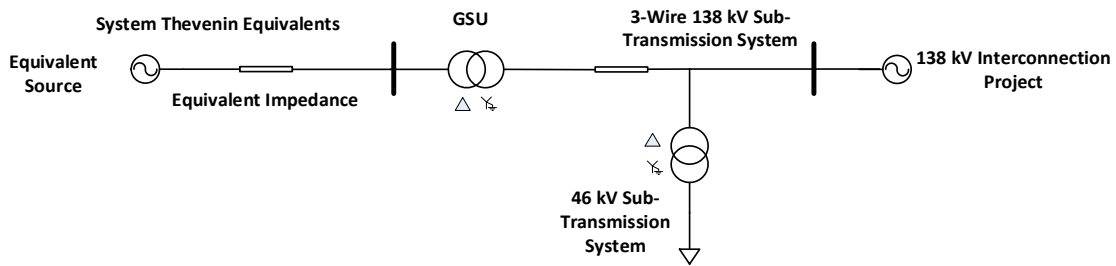 System Thevenin Equivalents
GSU
3-Wire 138 kV Sub-
Transmission System
Equivalent
Source
Equivalent Impedance
138 kV Interconnection
Project
46 kV Sub-
Transmission
System